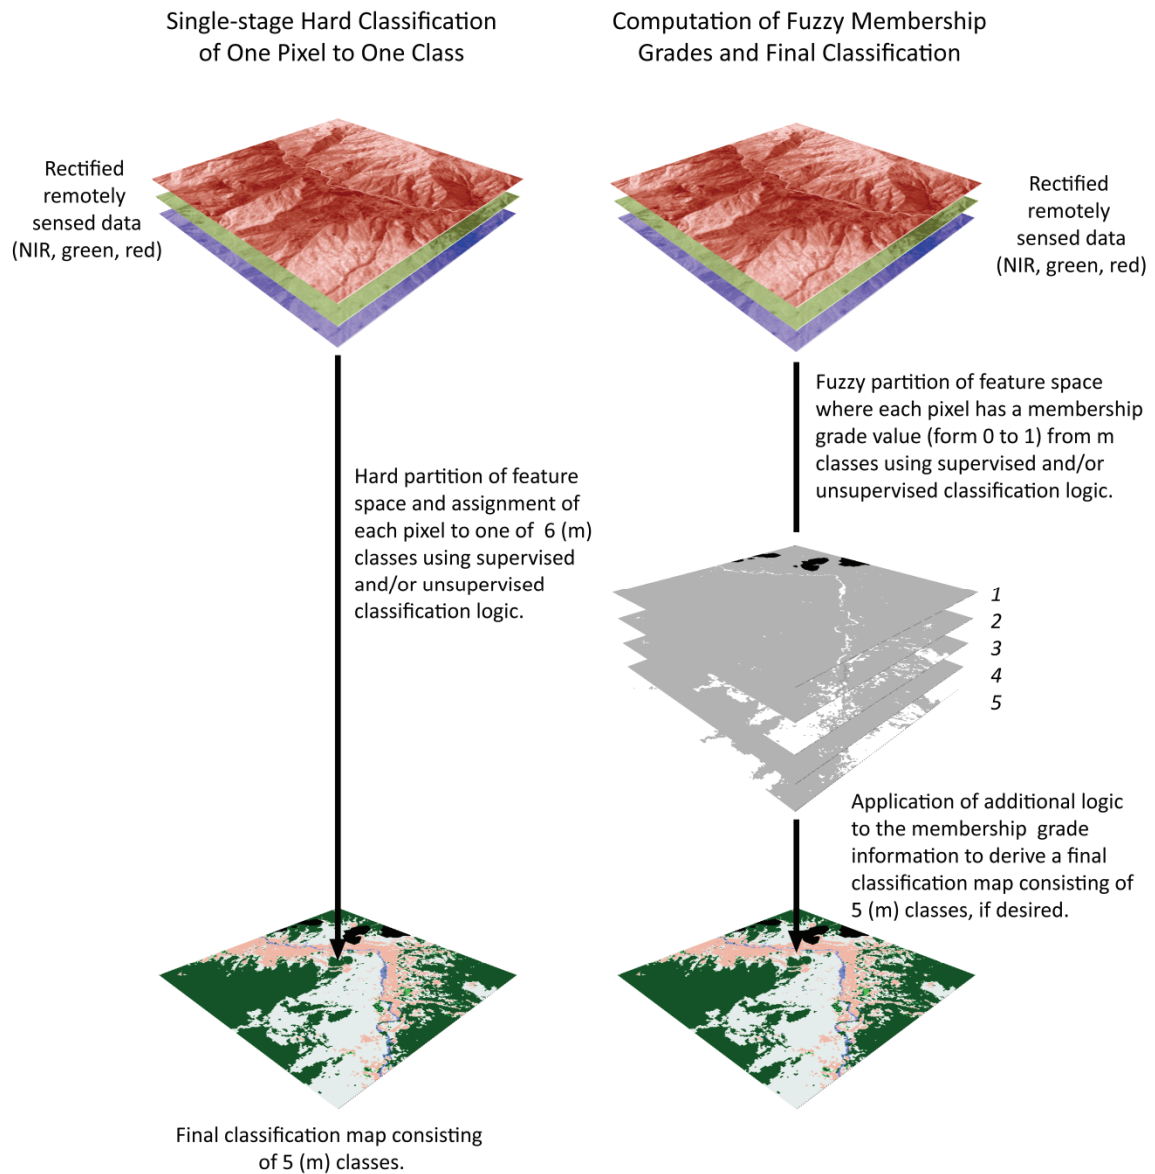 Single-stage Hard Classification
of One Pixel to One Class
Computation of Fuzzy Membership
Grades and Final Classification
Rectified
remotely
sensed data
(NIR, green, red)
Rectified
remotely
sensed data
(NIR, green, red)
Hard partition of feature
space and assignment of
each pixel to one of 6 (m)
classes using supervised
and/or unsupervised
classification logic.
Fuzzy partition of feature space
where each pixel has a membership
grade value (form 0 to 1) from m
classes using supervised and/or
unsupervised classification logic.
1
2
3
4
5
Application of additional logic
to the membership grade
information to derive a final
classification map consisting of
5 (m) classes, if desired.
Final classification map consisting
of 5 (m) classes.